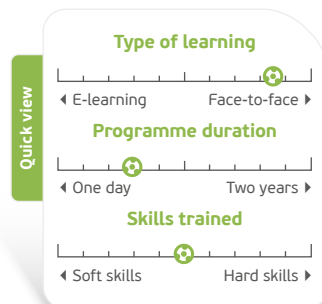 Quick view
Type of learning
E-learning Face-to-face
Programme duration
One day Two years
Skills trained
Soft skills Hard skills